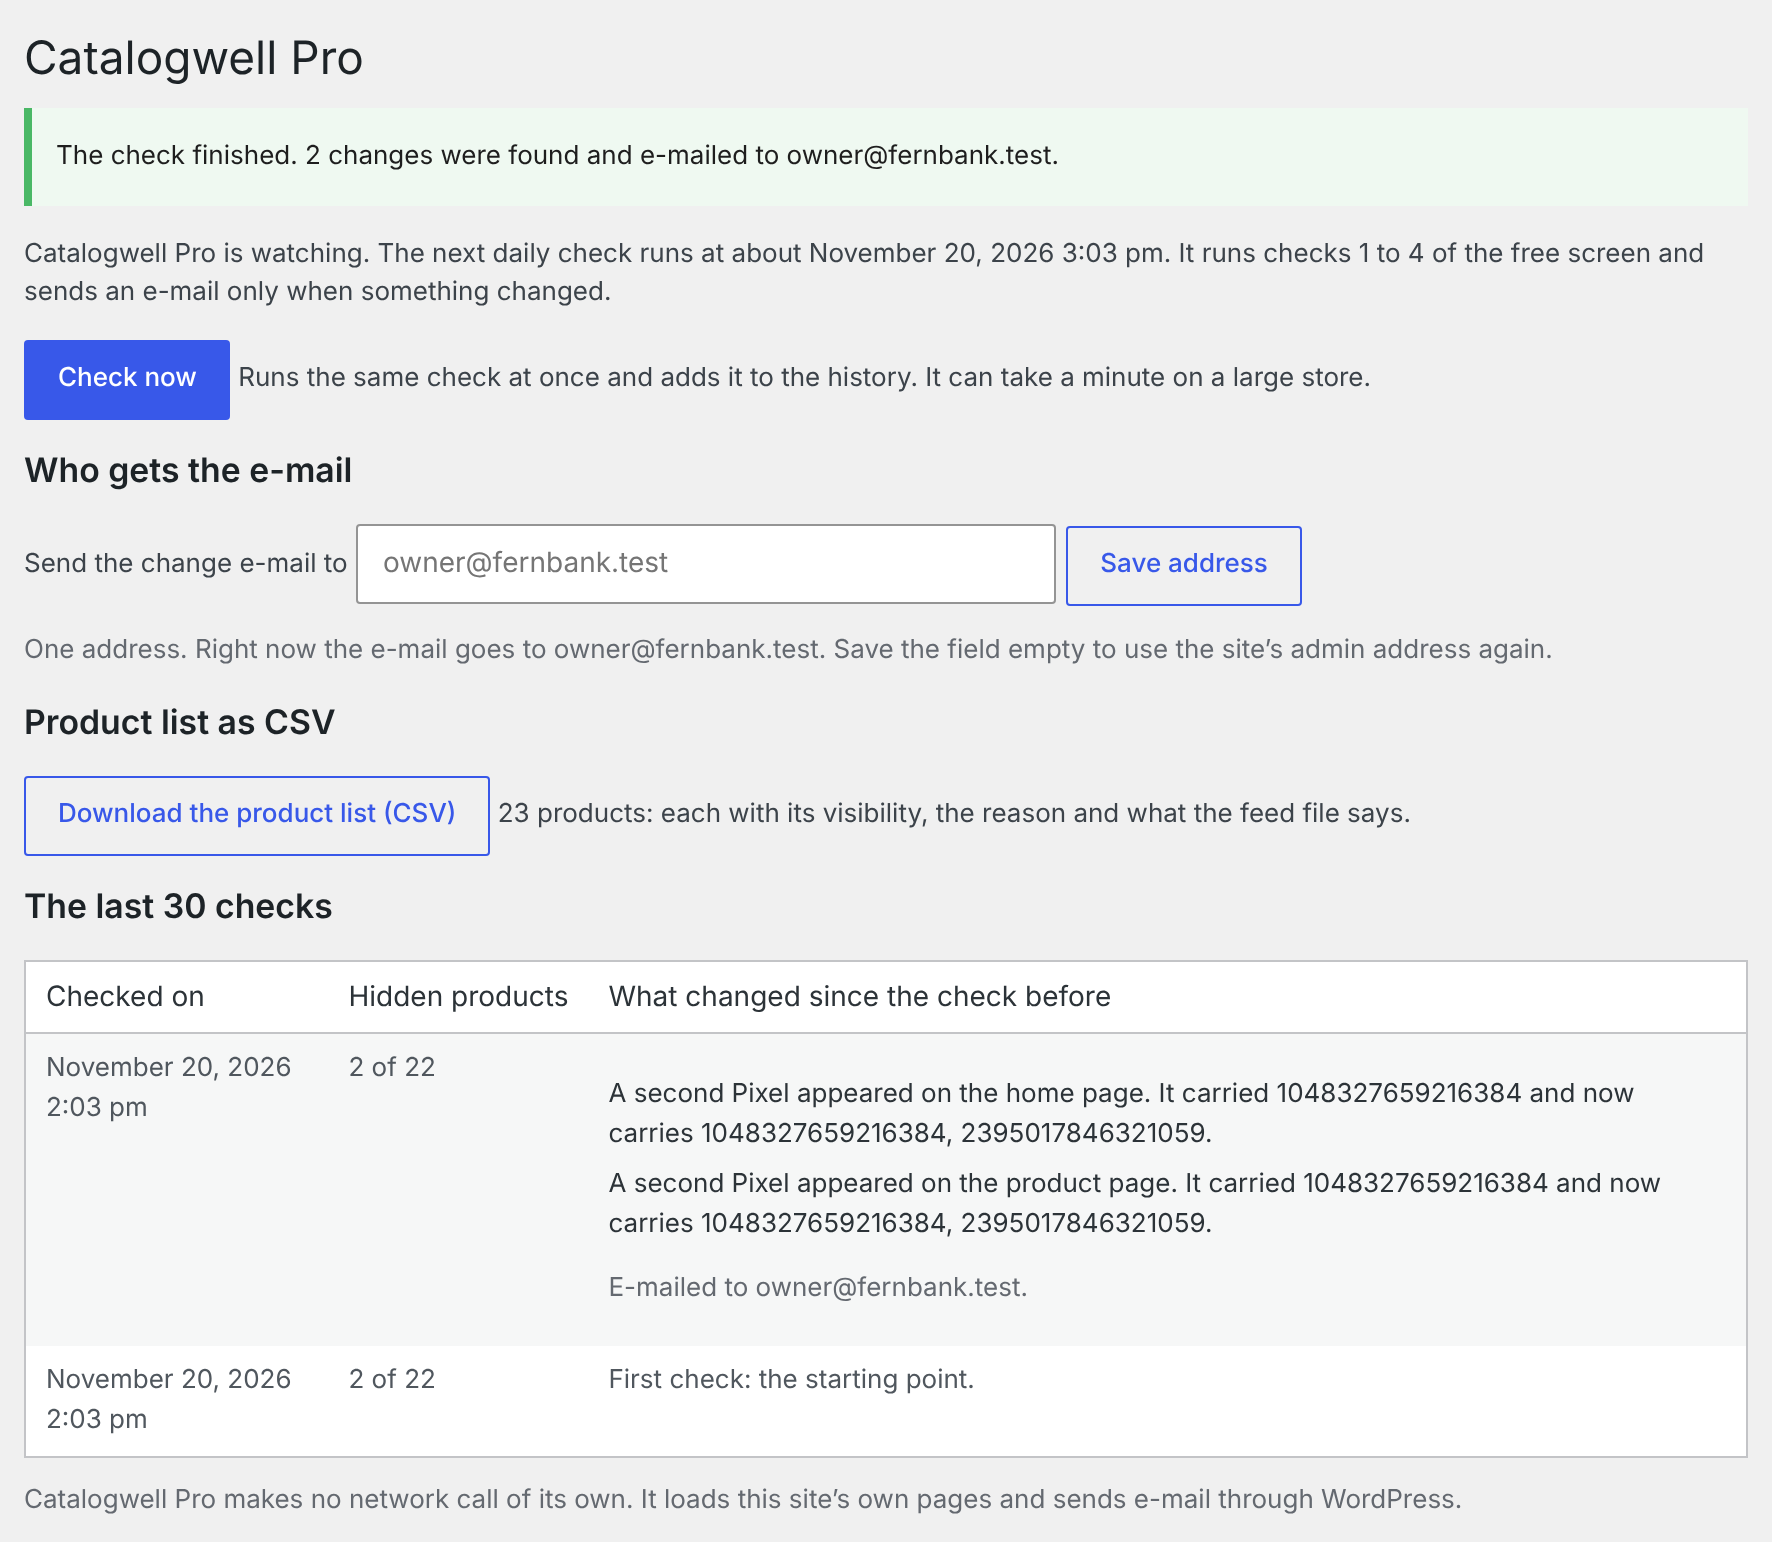 Catalogwell Pro
The check finished. 2 changes were found and e-mailed to owner@fernbank.test.
Catalogwell Pro is watching. The next daily check runs at about November 20, 2026 3:03 pm. It runs checks 1 to 4 of the free screen and
sends an e-mail only when something changed.
Check now Runs the same check at once and adds it to the history. It can take a minute on a large store.
Who gets the e-mail
Send the change e-mail to owner@fernbank.test Save address
One address. Right now the e-mail goes to owner@fernbank.test. Save the field empty to use the site’s admin address again.
Product list as CSV
Download the product list (CSV) 23 products: each with its visibility, the reason and what the feed file says.
The last 30 checks
Checked on Hidden products What changed since the check before
November 20, 2026 2 of 22
2:03 pm
A second Pixel appeared on the home page. It carried 1048327659216384 and now
carries 1048327659216384, 2395017846321059.
A second Pixel appeared on the product page. It carried 1048327659216384 and now
carries 1048327659216384, 2395017846321059.
E-mailed to owner@fernbank.test.
November 20, 2026 2 of 22 First check: the starting point.
2:03 pm
Catalogwell Pro makes no network call of its own. It loads this site’s own pages and sends e-mail through WordPress.